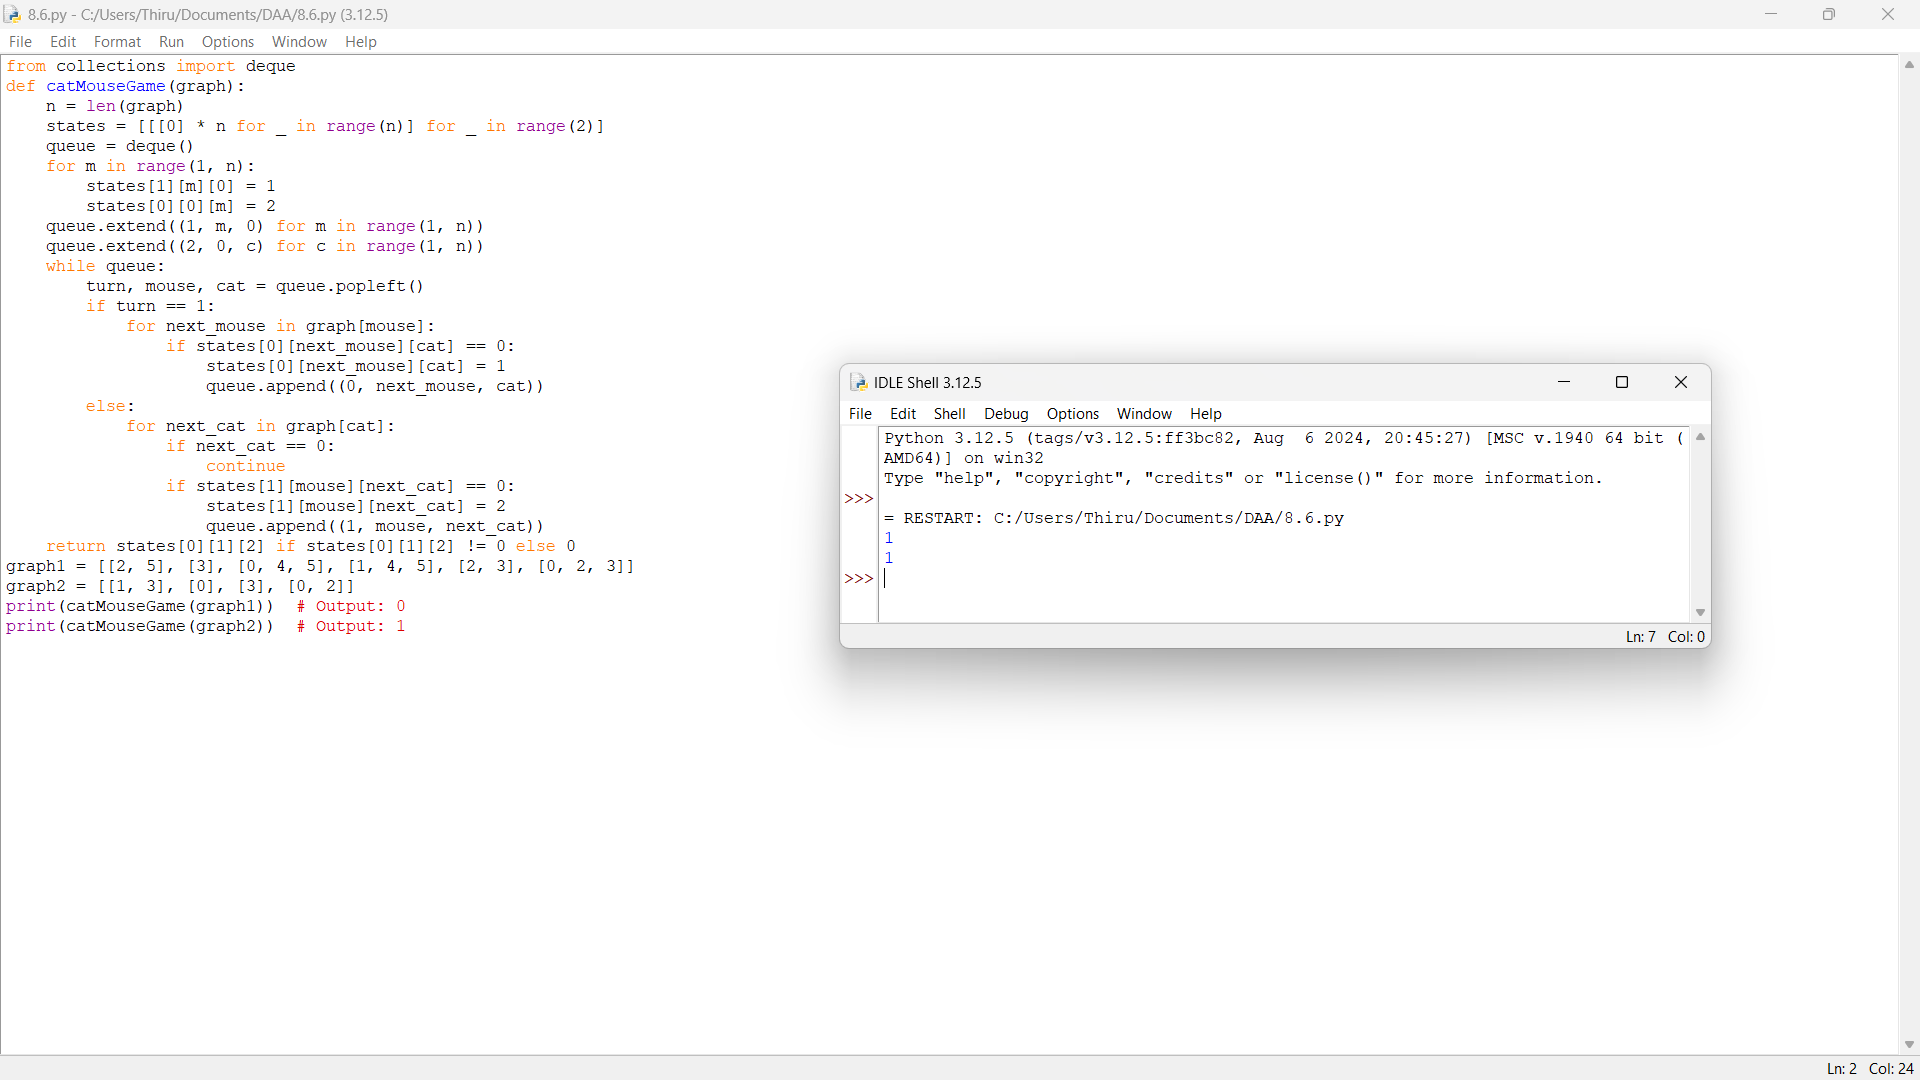 8.6.py - C:/Users/Thiru/Documents/DAA/8.6.py (3.12.5)
File Edit Format Run Options Window Help
from collections import deque
def catMouseGame(graph):
    n = len(graph)
    states = [[[0] * n for _ in range(n)] for _ in range(2)]
    queue = deque()
    for m in range(1, n):
        states[1][m][0] = 1
        states[0][0][m] = 2
    queue.extend((1, m, 0) for m in range(1, n))
    queue.extend((2, 0, c) for c in range(1, n))
    while queue:
        turn, mouse, cat = queue.popleft()
        if turn == 1:
            for next_mouse in graph[mouse]:
                if states[0][next_mouse][cat] == 0:
                    states[0][next_mouse][cat] = 1
                    queue.append((0, next_mouse, cat))
        else:
            for next_cat in graph[cat]:
                if next_cat == 0:
                    continue
                if states[1][mouse][next_cat] == 0:
                    states[1][mouse][next_cat] = 2
                    queue.append((1, mouse, next_cat))
    return states[0][1][2] if states[0][1][2] != 0 else 0
graph1 = [[2, 5], [3], [0, 4, 5], [1, 4, 5], [2, 3], [0, 2, 3]]
graph2 = [[1, 3], [0], [3], [0, 2]]
print(catMouseGame(graph1))  # Output: 0
print(catMouseGame(graph2))  # Output: 1
IDLE Shell 3.12.5
File Edit Shell Debug Options Window Help
Python 3.12.5 (tags/v3.12.5:ff3bc82, Aug  6 2024, 20:45:27) [MSC v.1940 64 bit (
AMD64)] on win32
Type "help", "copyright", "credits" or "license()" for more information.
>>>
= RESTART: C:/Users/Thiru/Documents/DAA/8.6.py
1
1
>>>
Ln: 7 Col: 0
Ln: 2 Col: 24